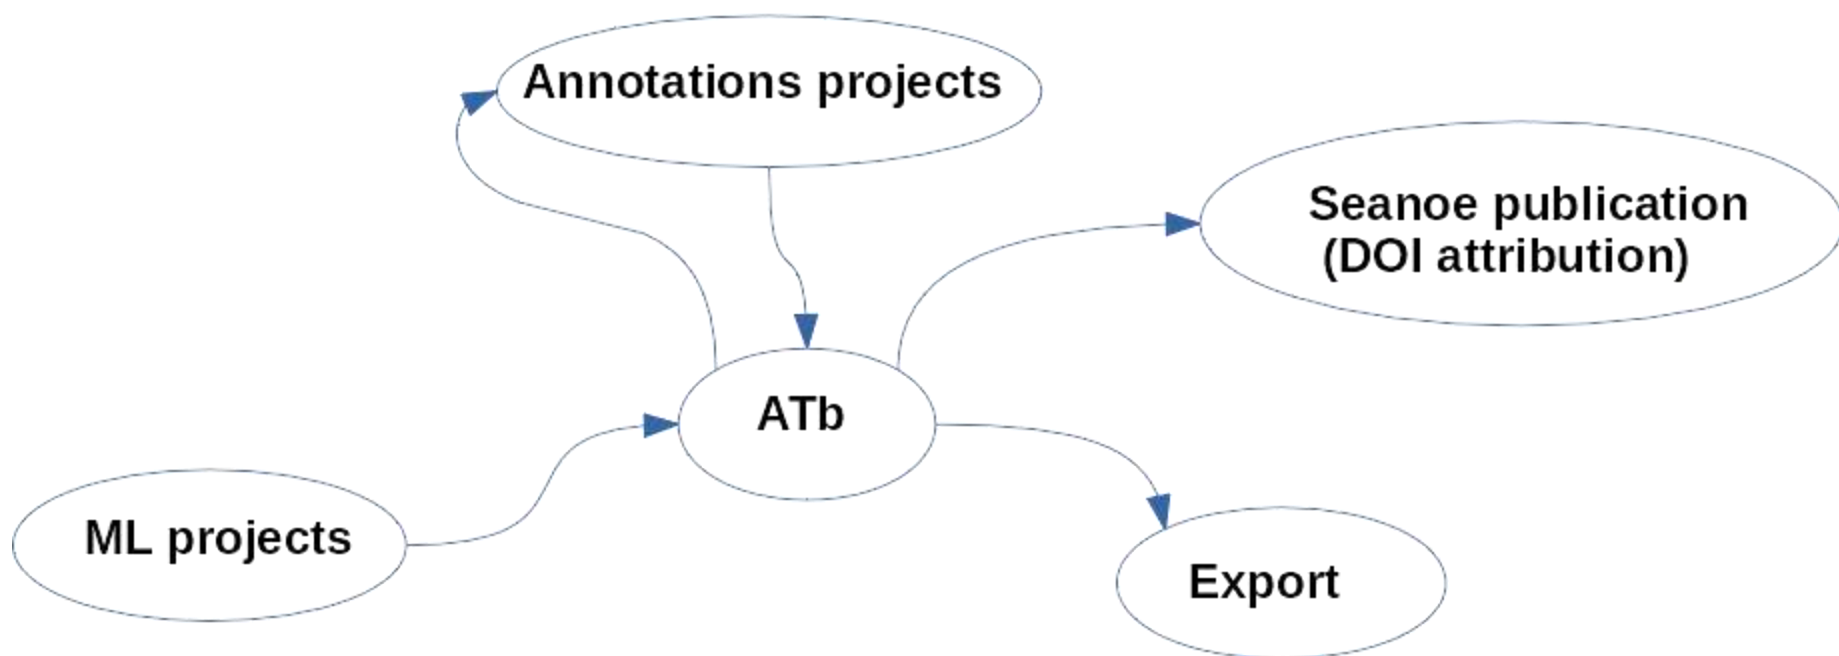 Annotations projects
Seanoe publication
(DOI attribution)
ATb
ML projects
Export